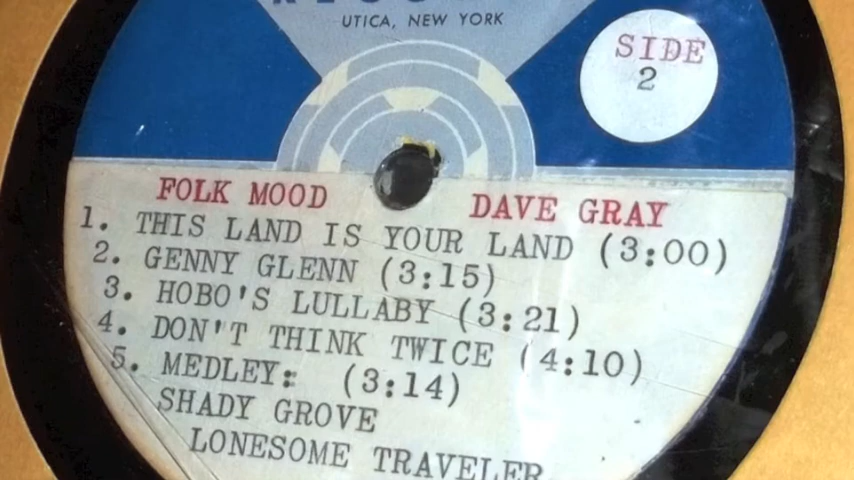 UTICA, NEW YORK
SIDE
2
FOLK MOOD DAVE GRAY
1. THIS LAND IS YOUR LAND (3:00)
2. GENNY GLENN (3:15)
3. HOBO'S LULLABY (3:21)
4. DON'T THINK TWICE (4:10)
5. MEDLEY: (3:14)
SHADY GROVE
LONESOME TRAVELER